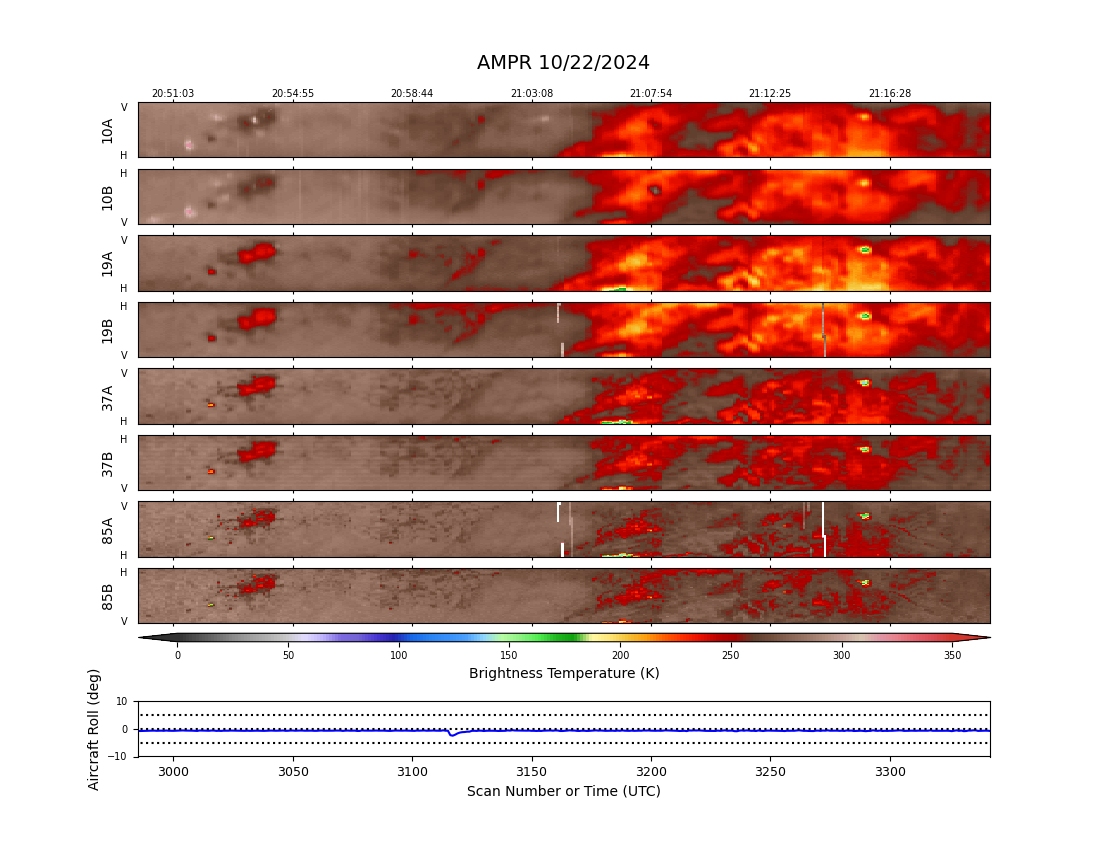 AMPR 10/22/2024
20:51:03 20:54:55 20:58:44 21:03:08 21:07:54 21:12:25 21:16:28
V
10A
H
H
10B
V
V
19A
H
H
19B
V
V
37A
H
H
37B
V
V
85A
H
H
85B
V
0 50 100 150 200 250 300 350
Brightness Temperature (K)
Aircraft Roll (deg)
10
0
−10
3000 3050 3100 3150 3200 3250 3300
Scan Number or Time (UTC)